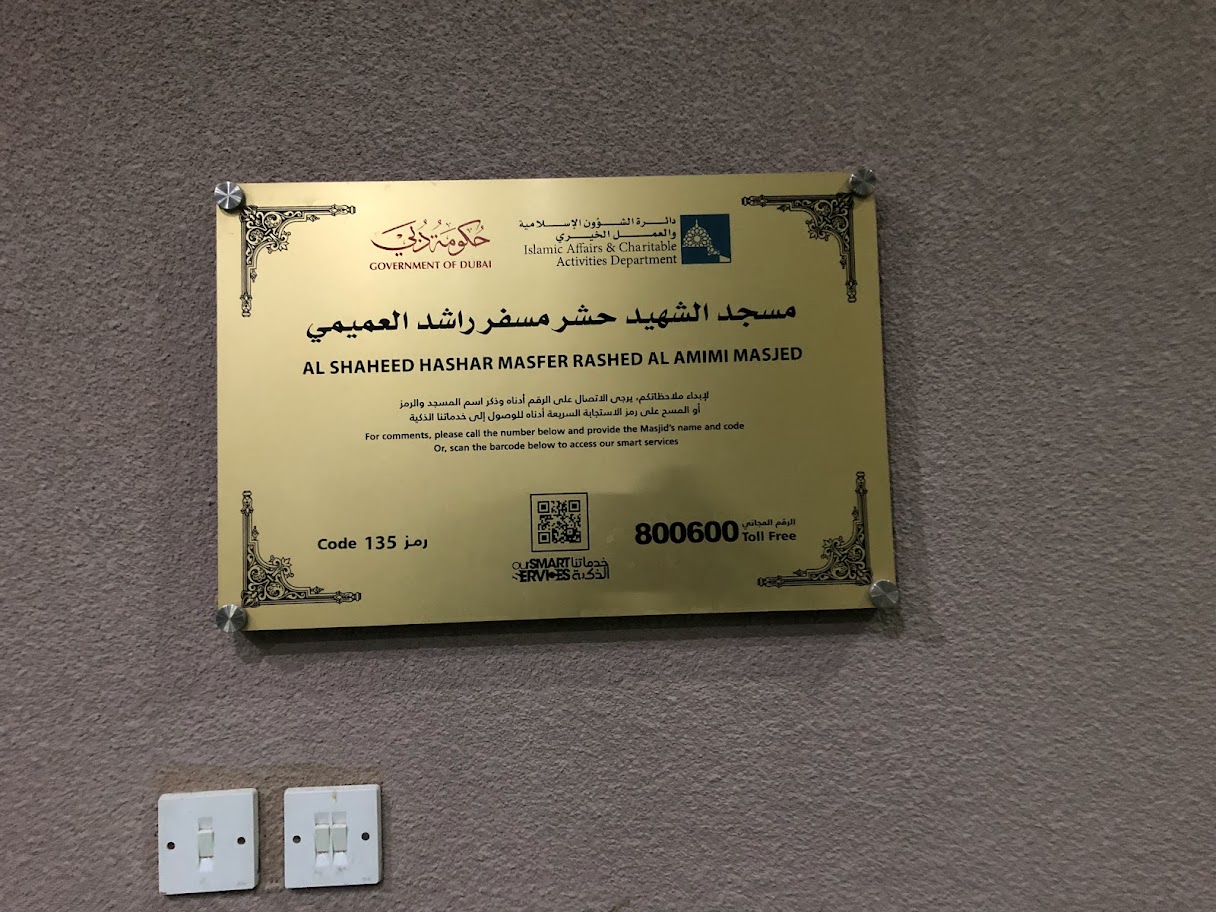 حكومة دبي
GOVERNMENT OF DUBAI
دائرة الشؤون الإسلامية
والعمل الخيري
Islamic Affairs & Charitable
Activities Department
مسجد الشهيد حشر مسفر راشد العميمي
AL SHAHEED HASHAR MASFER RASHED AL AMIMI MASJED
لإبداء ملاحظاتكم، يرجى الاتصال على الرقم أدناه وذكر اسم المسجد والرمز
أو المسح على رمز الاستجابة السريعة أدناه للوصول إلى خدماتنا الذكية
For comments, please call the number below and provide the Masjid's name and code
Or, scan the barcode below to access our smart services
Code 135 رمز
our SMART خدماتنا
SERVICES الذكية
800600 الرقم المجاني
Toll Free